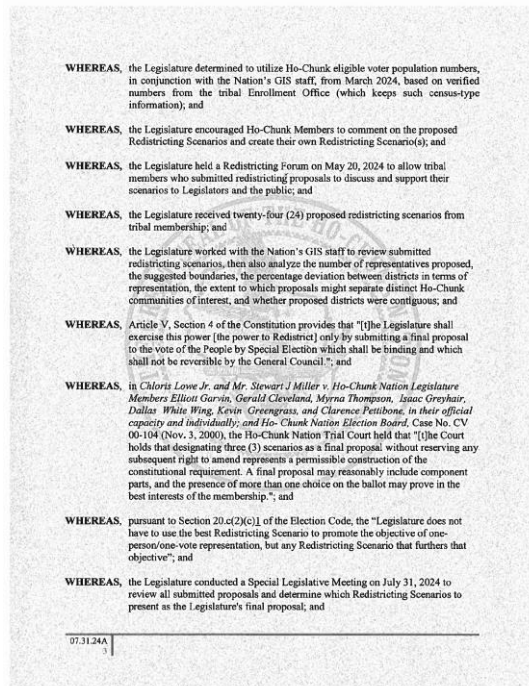 WHEREAS, the Legislature determined to utilize Ho-Chunk eligible voter population numbers,
in conjunction with the Nation's GIS staff, from March 2024, based on verified
numbers from the tribal Enrollment Office (which keeps such census-type
information); and
WHEREAS, the Legislature encouraged Ho-Chunk Members to comment on the proposed
Redistricting Scenarios and create their own Redistricting Scenario(s); and
WHEREAS, the Legislature held a Redistricting Forum on May 20, 2024 to allow tribal
members who submitted redistricting proposals to discuss and support their
scenarios to Legislators and the public; and
WHEREAS, the Legislature received twenty-four (24) proposed redistricting scenarios from
tribal membership; and
WHEREAS, the Legislature worked with the Nation's GIS staff to review submitted
redistricting scenarios, then also analyze the number of representatives proposed,
the suggested boundaries, the percentage deviation between districts in terms of
representation, the extent to which proposals might separate distinct Ho-Chunk
communities of interest, and whether proposed districts were contiguous; and
WHEREAS, Article V, Section 4 of the Constitution provides that "[t]he Legislature shall
exercise this power [the power to Redistrict] only by submitting a final proposal
to the vote of the People by Special Election which shall be binding and which
shall not be reversible by the General Council."; and
WHEREAS, in Chloris Lowe Jr. and Mr. Stewart J Miller v. Ho-Chunk Nation Legislature
Members Elliott Garvin, Gerald Cleveland, Myrna Thompson, Isaac Greyhair,
Dallas White Wing, Kevin Greengrass, and Clarence Pettibone, in their official
capacity and individually; and Ho- Chunk Nation Election Board, Case No. CV
00-104 (Nov. 3, 2000), the Ho-Chunk Nation Trial Court held that "[t]he Court
holds that designating three (3) scenarios as a final proposal without reserving any
subsequent right to amend represents a permissible construction of the
constitutional requirement. A final proposal may reasonably include component
parts, and the presence of more than one choice on the ballot may prove in the
best interests of the membership."; and
WHEREAS, pursuant to Section 20.c(2)(c)1 of the Election Code, the "Legislature does not
have to use the best Redistricting Scenario to promote the objective of one-
person/one-vote representation, but any Redistricting Scenario that furthers that
objective"; and
WHEREAS, the Legislature conducted a Special Legislative Meeting on July 31, 2024 to
review all submitted proposals and determine which Redistricting Scenarios to
present as the Legislature's final proposal; and
07.31.24A
3